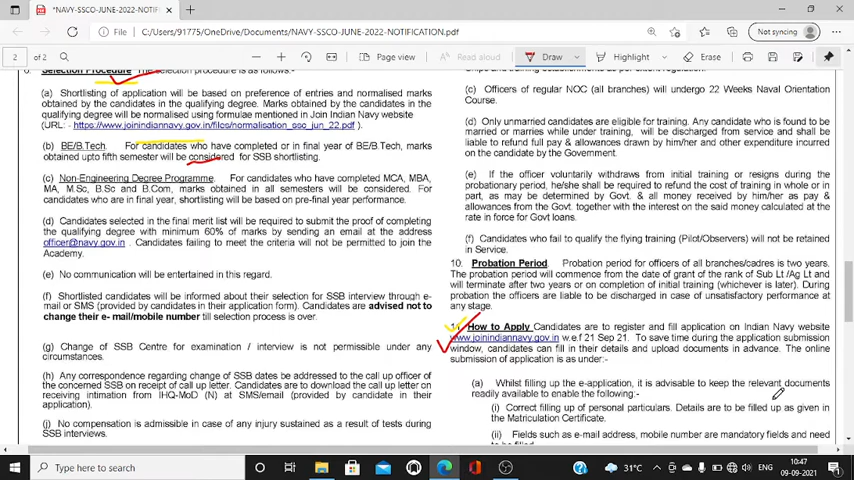 *NAVY-SSCO-JUNE-2022-NOTIFICATI
File
C:/Users/91775/OneDrive/Documents/NAVY-SSCO-JUNE-2022-NOTIFICATION.pdf
Not syncing
2 of 2
Page view
Read aloud
Draw
Highlight
Erase
Selection Procedure The selection procedure is as follows:-
(a) Shortlisting of application will be based on preference of entries and normalised marks
obtained by the candidates in the qualifying degree. Marks obtained by the candidates in the
qualifying degree will be normalised using formulae mentioned in Join Indian Navy website
(URL: - https://www.joinindiannavy.gov.in/files/normalisation_ssc_jun_22.pdf ).
(b) BE/B.Tech. For candidates who have completed or in final year of BE/B.Tech, marks
obtained upto fifth semester will be considered for SSB shortlisting.
(c) Non-Engineering Degree Programme. For candidates who have completed MCA, MBA,
MA, M.Sc, B.Sc and B.Com, marks obtained in all semesters will be considered. For
candidates who are in final year, shortlisting will be based on pre-final year performance.
(d) Candidates selected in the final merit list will be required to submit the proof of completing
the qualifying degree with minimum 60% of marks by sending an email at the address
officer@navy.gov.in . Candidates failing to meet the criteria will not be permitted to join the
Academy.
(e) No communication will be entertained in this regard.
(f) Shortlisted candidates will be informed about their selection for SSB interview through e-
mail or SMS (provided by candidates in their application form). Candidates are advised not to
change their e- mail/mobile number till selection process is over.
(g) Change of SSB Centre for examination / interview is not permissible under any
circumstances.
(h) Any correspondence regarding change of SSB dates be addressed to the call up officer of
the concerned SSB on receipt of call up letter. Candidates are to download the call up letter on
receiving intimation from IHQ-MoD (N) at SMS/email (provided by candidate in their
application).
(j) No compensation is admissible in case of any injury sustained as a result of tests during
SSB interviews.
Ships and training establishments as per extant regulation.
(c) Officers of regular NOC (all branches) will undergo 22 Weeks Naval Orientation
Course.
(d) Only unmarried candidates are eligible for training. Any candidate who is found to be
married or marries while under training, will be discharged from service and shall be
liable to refund full pay & allowances drawn by him/her and other expenditure incurred
on the candidate by the Government.
(e) If the officer voluntarily withdraws from initial training or resigns during the
probationary period, he/she shall be required to refund the cost of training in whole or in
part, as may be determined by Govt. & all money received by him/her as pay &
allowances from Govt. together with the interest on the said money calculated at the
rate in force for Govt loans.
(f) Candidates who fail to qualify the flying training (Pilot/Observers) will not be retained
in Service.
10. Probation Period. Probation period for officers of all branches/cadres is two years.
The probation period will commence from the date of grant of the rank of Sub Lt /Ag Lt and
will terminate after two years or on completion of initial training (whichever is later). During
probation the officers are liable to be discharged in case of unsatisfactory performance at
any stage.
How to Apply Candidates are to register and fill application on Indian Navy website
www.joinindiannavy.gov.in w.e.f 21 Sep 21. To save time during the application submission
window, candidates can fill in their details and upload documents in advance. The online
submission of application is as under:-
(a) Whilst filling up the e-application, it is advisable to keep the relevant documents
readily available to enable the following:-
(i) Correct filling up of personal particulars. Details are to be filled up as given in
the Matriculation Certificate.
(ii) Fields such as e-mail address, mobile number are mandatory fields and need
Type here to search
31°C
ENG
10:47
09-09-2021